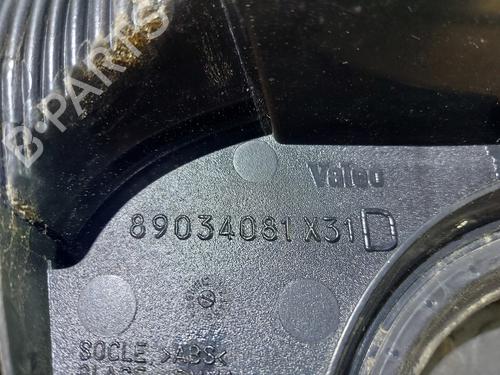 B-PARTS
Valeo
89034081 X31 D
SOCLE >ABS<